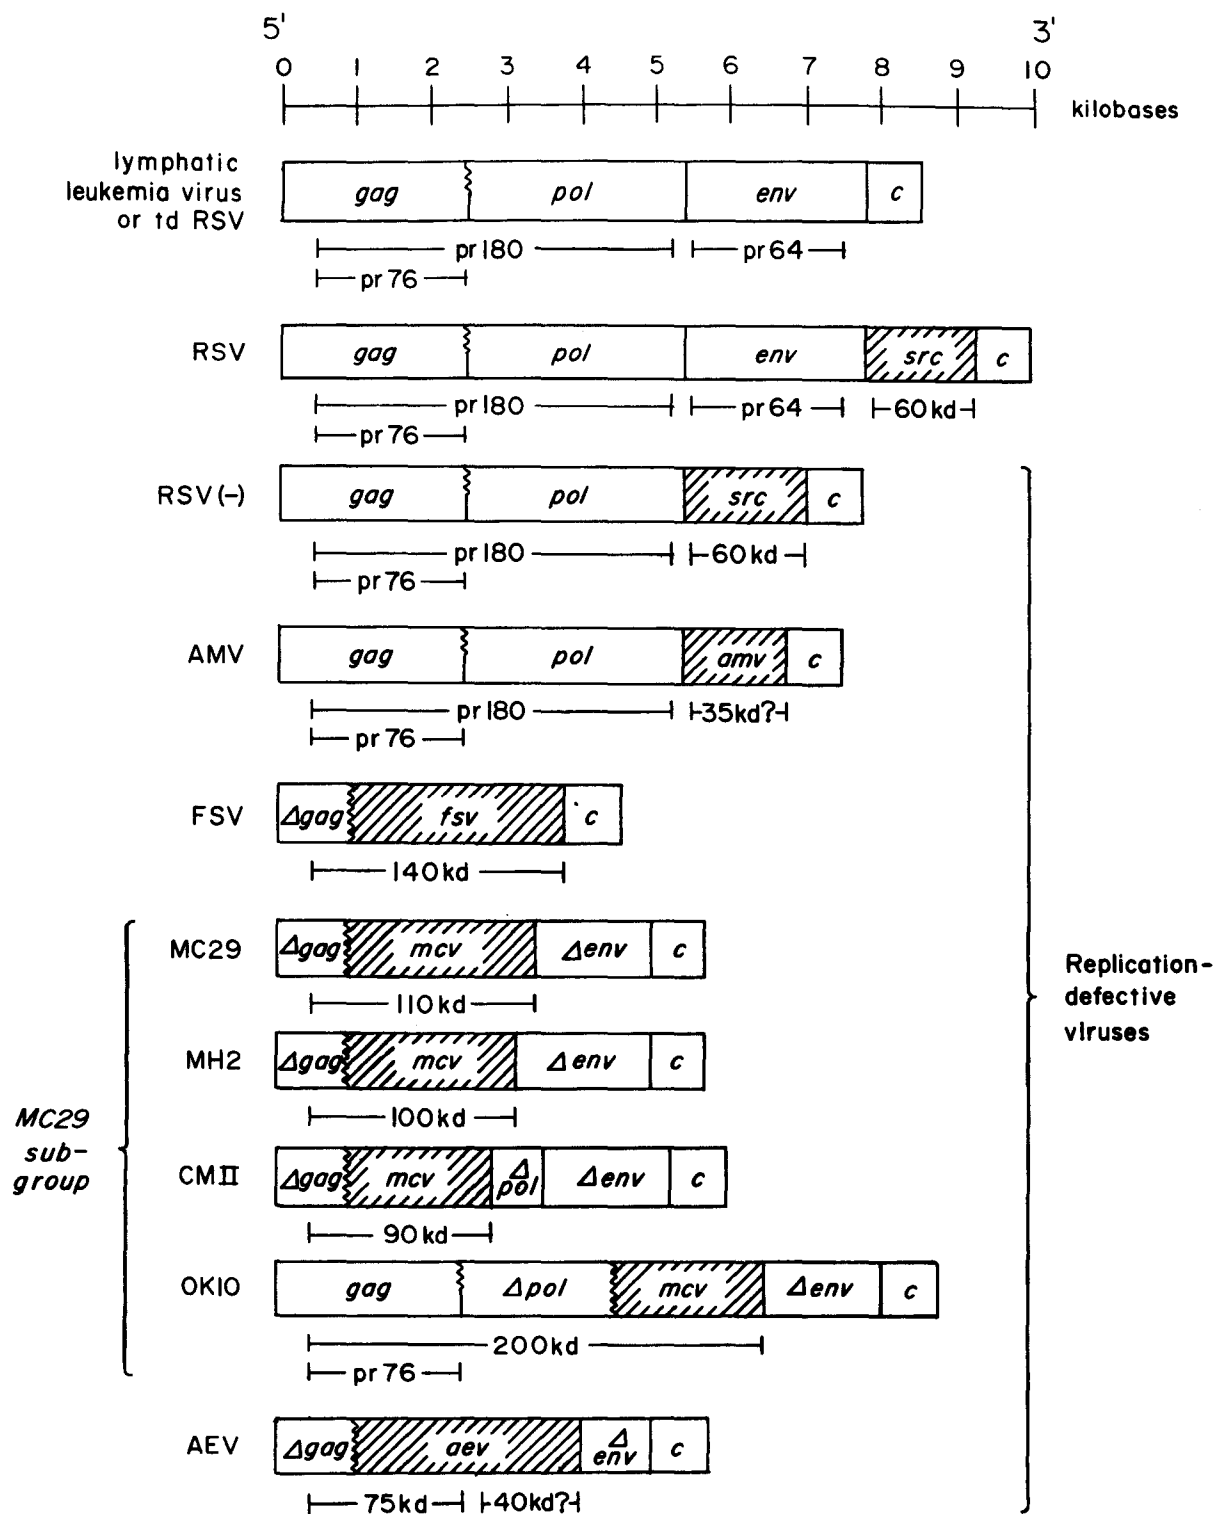 5' 3'
0 1 2 3 4 5 6 7 8 9 10
kilobases
lymphatic
leukemia virus
or td RSV
gag pol env c
pr180 pr64
pr76
RSV
gag pol env src c
pr180 pr64 60kd
pr76
RSV(-)
gag pol src c
pr180 60kd
pr76
AMV
gag pol amv c
pr180 35kd?
pr76
FSV
Δgag fsv c
140kd
MC29
Δgag mcv Δenv c
110kd
MH2
Δgag mcv Δenv c
100kd
CMII
Δgag mcv Δpol Δenv c
90kd
OK10
gag Δpol mcv Δenv c
200kd
pr76
AEV
Δgag aev Δenv c
75kd 40kd?
MC29
sub-
group
Replication-
defective
viruses